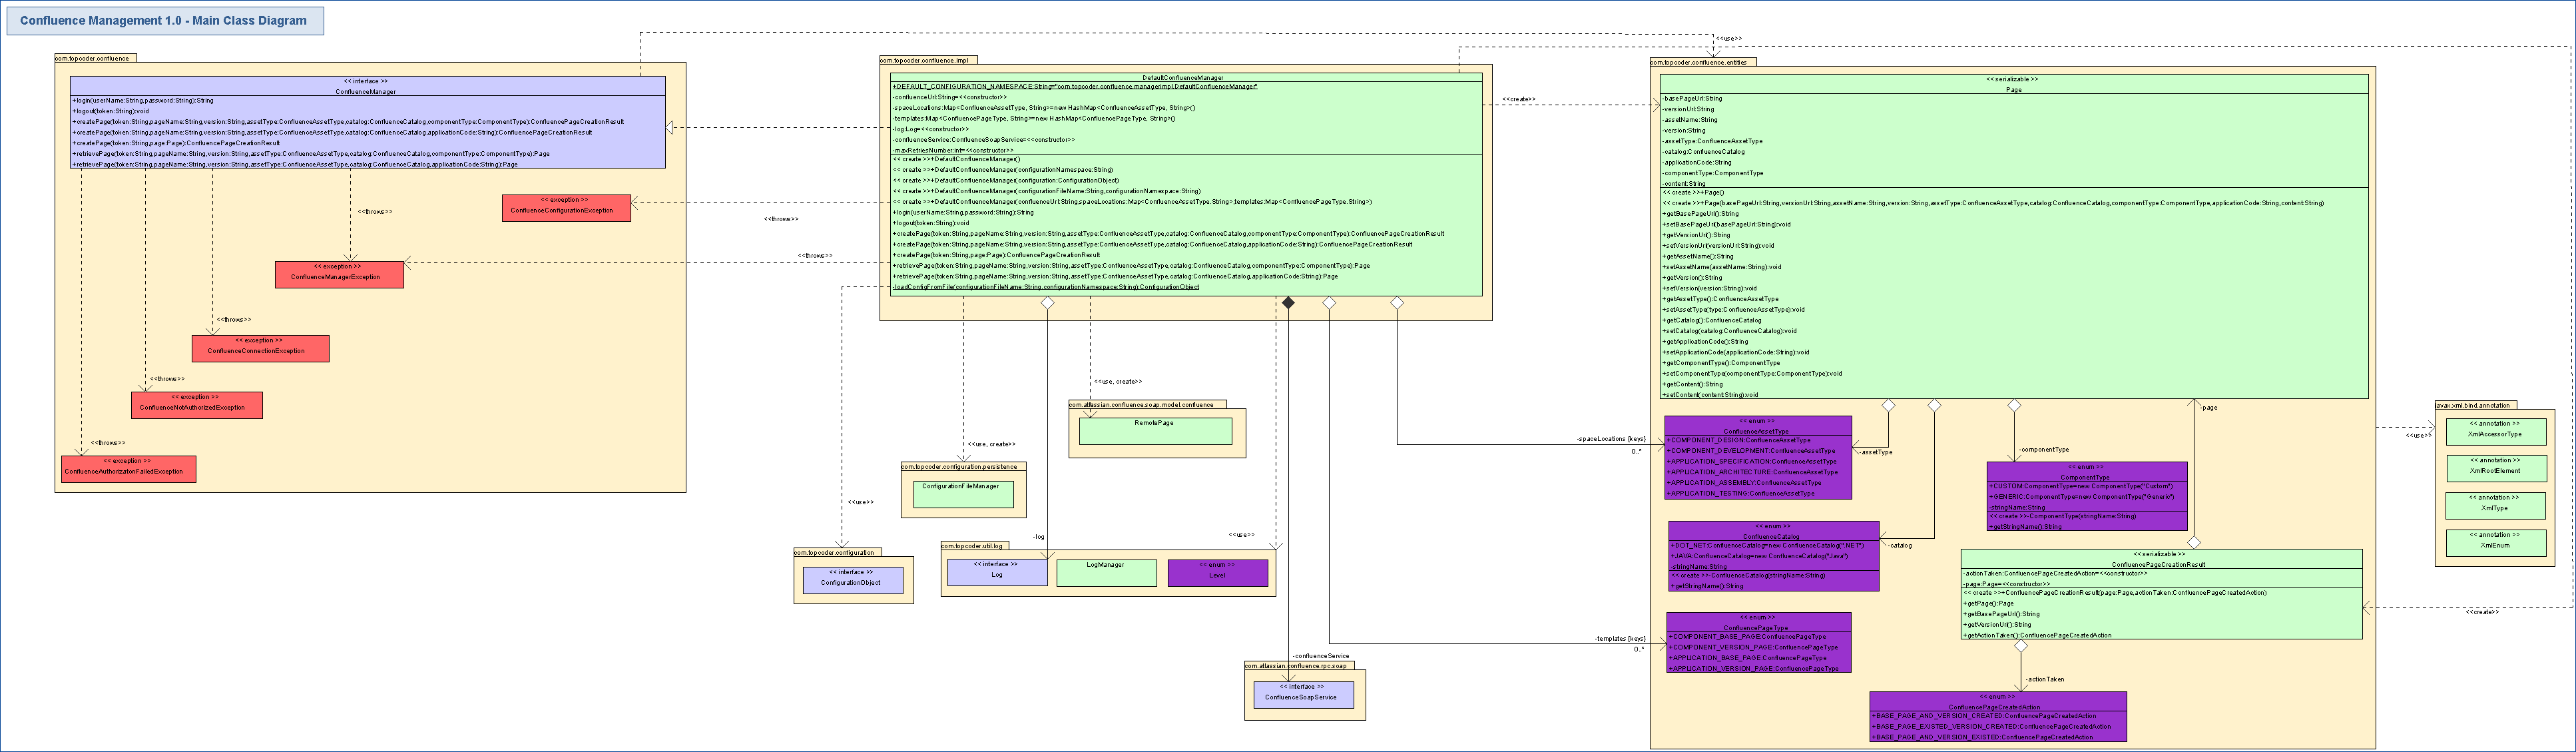 Confluence Management 1.0 - Main Class Diagram
com.topcoder.confluence
<< interface >>
ConfluenceManager
+login(userName:String,password:String):String
+logout(token:String):void
+createPage(token:String,pageName:String,version:String,assetType:ConfluenceAssetType,catalog:ConfluenceCatalog,componentType:ComponentType):ConfluencePageCreationResult
+createPage(token:String,pageName:String,version:String,assetType:ConfluenceAssetType,catalog:ConfluenceCatalog,applicationCode:String):ConfluencePageCreationResult
+createPage(token:String,page:Page):ConfluencePageCreationResult
+retrievePage(token:String,pageName:String,version:String,assetType:ConfluenceAssetType,catalog:ConfluenceCatalog,componentType:ComponentType):Page
+retrievePage(token:String,pageName:String,version:String,assetType:ConfluenceAssetType,catalog:ConfluenceCatalog,applicationCode:String):Page
<< exception >>
ConfluenceConfigurationException
<<throws>>
<<throws>>
<< exception >>
ConfluenceManagerException
<<throws>>
<<throws>>
<< exception >>
ConfluenceConnectionException
<<throws>>
<< exception >>
ConfluenceNotAuthorizedException
<<throws>>
<< exception >>
ConfluenceAuthorizatonFailedException
com.topcoder.confluence.impl
DefaultConfluenceManager
+DEFAULT_CONFIGURATION_NAMESPACE:String="com.topcoder.confluence.managerimpl.DefaultConfluenceManager"
-confluenceUrl:String=<<constructor>>
-spaceLocations:Map<ConfluenceAssetType, String>=new HashMap<ConfluenceAssetType, String>()
-templates:Map<ConfluencePageType, String>=new HashMap<ConfluencePageType, String>()
-log:Log=<<constructor>>
-confluenceService:ConfluenceSoapService=<<constructor>>
-maxRetriesNumber:int=<<constructor>>
<< create >>+DefaultConfluenceManager()
<< create >>+DefaultConfluenceManager(configurationNamespace:String)
<< create >>+DefaultConfluenceManager(configuration:ConfigurationObject)
<< create >>+DefaultConfluenceManager(configurationFileName:String,configurationNamespace:String)
<< create >>+DefaultConfluenceManager(confluenceUrl:String,spaceLocations:Map<ConfluenceAssetType,String>,templates:Map<ConfluencePageType,String>)
+login(userName:String,password:String):String
+logout(token:String):void
+createPage(token:String,pageName:String,version:String,assetType:ConfluenceAssetType,catalog:ConfluenceCatalog,componentType:ComponentType):ConfluencePageCreationResult
+createPage(token:String,pageName:String,version:String,assetType:ConfluenceAssetType,catalog:ConfluenceCatalog,applicationCode:String):ConfluencePageCreationResult
+createPage(token:String,page:Page):ConfluencePageCreationResult
+retrievePage(token:String,pageName:String,version:String,assetType:ConfluenceAssetType,catalog:ConfluenceCatalog,componentType:ComponentType):Page
+retrievePage(token:String,pageName:String,version:String,assetType:ConfluenceAssetType,catalog:ConfluenceCatalog,applicationCode:String):Page
-loadConfigFromFile(configurationFileName:String,configurationNamespace:String):ConfigurationObject
<<use, create>>
com.atlassian.confluence.soap.model.confluence
RemotePage
<<use, create>>
com.topcoder.configuration.persistence
ConfigurationFileManager
<<use>>
com.topcoder.configuration
<< interface >>
ConfigurationObject
-log
<<use>>
com.topcoder.util.log
<< interface >>
Log
LogManager
<< enum >>
Level
-confluenceService
com.atlassian.confluence.rpc.soap
<< interface >>
ConfluenceSoapService
<<use>>
<<create>>
com.topcoder.confluence.entities
<< serializable >>
Page
-basePageUrl:String
-versionUrl:String
-assetName:String
-version:String
-assetType:ConfluenceAssetType
-catalog:ConfluenceCatalog
-applicationCode:String
-componentType:ComponentType
-content:String
<< create >>+Page()
<< create >>+Page(basePageUrl:String,versionUrl:String,assetName:String,version:String,assetType:ConfluenceAssetType,catalog:ConfluenceCatalog,componentType:ComponentType,applicationCode:String,content:String)
+getBasePageUrl():String
+setBasePageUrl(basePageUrl:String):void
+getVersionUrl():String
+setVersionUrl(versionUrl:String):void
+getAssetName():String
+setAssetName(assetName:String):void
+getVersion():String
+setVersion(version:String):void
+getAssetType():ConfluenceAssetType
+setAssetType(type:ConfluenceAssetType):void
+getCatalog():ConfluenceCatalog
+setCatalog(catalog:ConfluenceCatalog):void
+getApplicationCode():String
+setApplicationCode(applicationCode:String):void
+getComponentType():ComponentType
+setComponentType(componentType:ComponentType):void
+getContent():String
+setContent(content:String):void
-page
-spaceLocations {keys}
0..*
<< enum >>
ConfluenceAssetType
+COMPONENT_DESIGN:ConfluenceAssetType
+COMPONENT_DEVELOPMENT:ConfluenceAssetType
+APPLICATION_SPECIFICATION:ConfluenceAssetType
+APPLICATION_ARCHITECTURE:ConfluenceAssetType
+APPLICATION_ASSEMBLY:ConfluenceAssetType
+APPLICATION_TESTING:ConfluenceAssetType
-assetType
-componentType
<< enum >>
ComponentType
+CUSTOM:ComponentType=new ComponentType("Custom")
+GENERIC:ComponentType=new ComponentType("Generic")
-stringName:String
<< create >>-ComponentType(stringName:String)
+getStringName():String
<< enum >>
ConfluenceCatalog
+DOT_NET:ConfluenceCatalog=new ConfluenceCatalog(".NET")
+JAVA:ConfluenceCatalog=new ConfluenceCatalog("Java")
-stringName:String
<< create >>-ConfluenceCatalog(stringName:String)
+getStringName():String
-catalog
<< serializable >>
ConfluencePageCreationResult
-actionTaken:ConfluencePageCreatedAction=<<constructor>>
-page:Page=<<constructor>>
<< create >>+ConfluencePageCreationResult(page:Page,actionTaken:ConfluencePageCreatedAction)
+getPage():Page
+getBasePageUrl():String
+getVersionUrl():String
+getActionTaken():ConfluencePageCreatedAction
<<create>>
-templates {keys}
0..*
<< enum >>
ConfluencePageType
+COMPONENT_BASE_PAGE:ConfluencePageType
+COMPONENT_VERSION_PAGE:ConfluencePageType
+APPLICATION_BASE_PAGE:ConfluencePageType
+APPLICATION_VERSION_PAGE:ConfluencePageType
-actionTaken
<< enum >>
ConfluencePageCreatedAction
+BASE_PAGE_AND_VERSION_CREATED:ConfluencePageCreatedAction
+BASE_PAGE_EXISTED_VERSION_CREATED:ConfluencePageCreatedAction
+BASE_PAGE_AND_VERSION_EXISTED:ConfluencePageCreatedAction
<<use>>
javax.xml.bind.annotation
<< annotation >>
XmlAccessorType
<< annotation >>
XmlRootElement
<< annotation >>
XmlType
<< annotation >>
XmlEnum